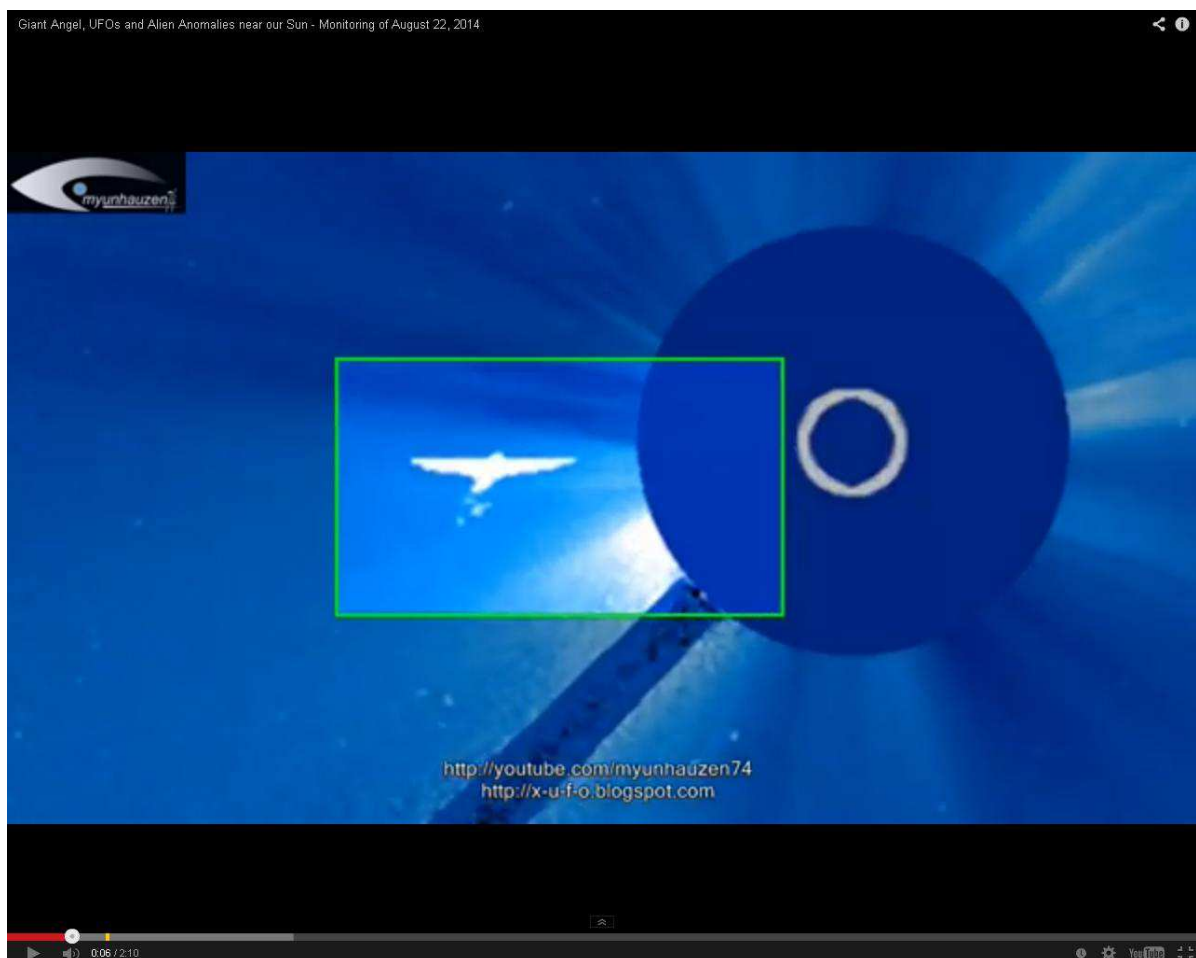 Giant Angel, UFOs and Alien Anomalies near our Sun - Monitoring of August 22, 2014
myunhauzen
http://youtube.com/myunhauzen74
http://x-u-f-o.blogspot.com
0:06 / 2:10
YouTube